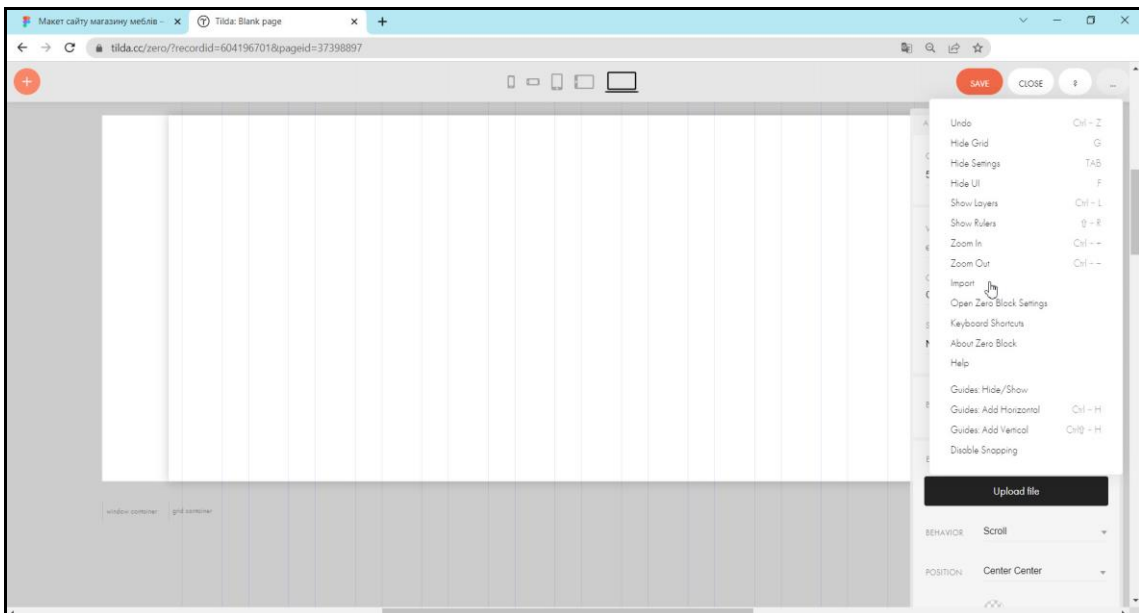 Макет сайту магазину меблів –
Tilda: Blank page
tilda.cc/zero/?recordid=604196701&pageid=37398897
SAVE
CLOSE
Undo Ctrl – Z
Hide Grid G
Hide Settings TAB
Hide UI F
Show Layers Ctrl – L
Show Rulers ⇧ – R
Zoom In Ctrl – +
Zoom Out Ctrl – –
Import
Open Zero Block Settings
Keyboard Shortcuts
About Zero Block
Help
Guides: Hide/Show
Guides: Add Horizontal Ctrl – H
Guides: Add Vertical Ctrl⇧ – H
Disable Snapping
Upload file
window container grid container
BEHAVIOR Scroll
POSITION Center Center